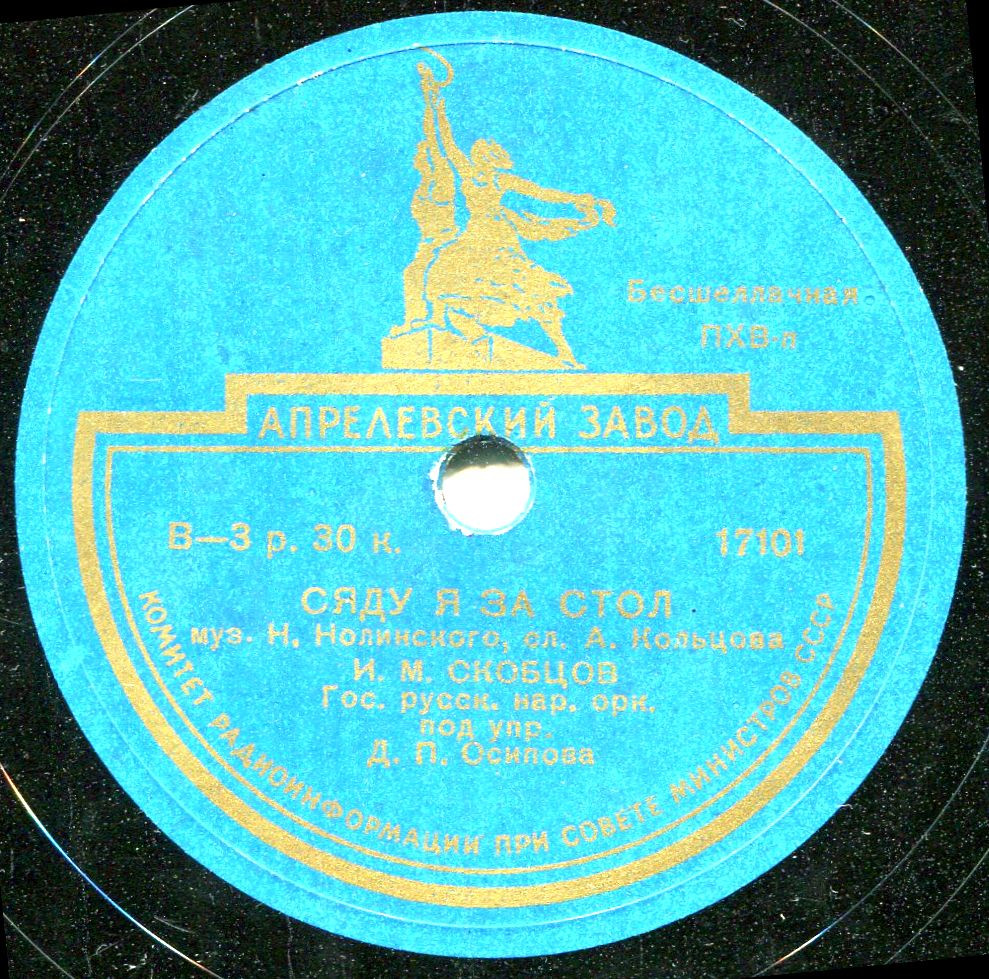 Бесшеллачная
ПХВ-п
АПРЕЛЕВСКИЙ ЗАВОД
В—3 р. 30 к.
17101
СЯДУ Я ЗА СТОЛ
муз. Н. Нолинского, сл. А. Кольцова
И. М. СКОБЦОВ
Гос. русск. нар. орк.
под упр.
Д. П. Осипова
КОМИТЕТ РАДИОИНФОРМАЦИИ ПРИ СОВЕТЕ МИНИСТРОВ СССР